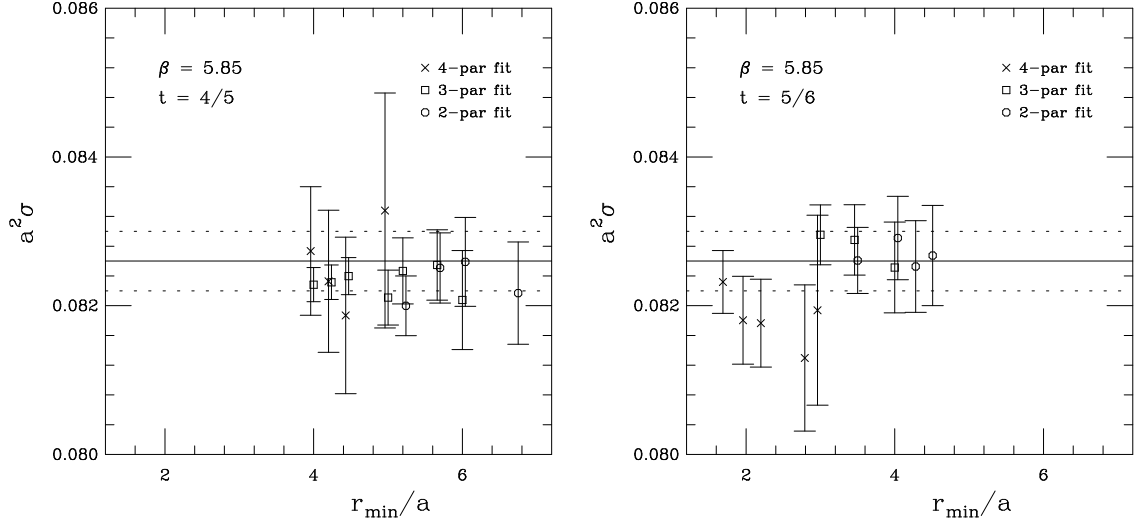 0.086
β = 5.85
t = 4/5
× 4-par fit
□ 3-par fit
○ 2-par fit
0.084
a²σ
0.082
0.080
2 4 6
r_min/a
0.086
β = 5.85
t = 5/6
× 4-par fit
□ 3-par fit
○ 2-par fit
0.084
a²σ
0.082
0.080
2 4 6
r_min/a